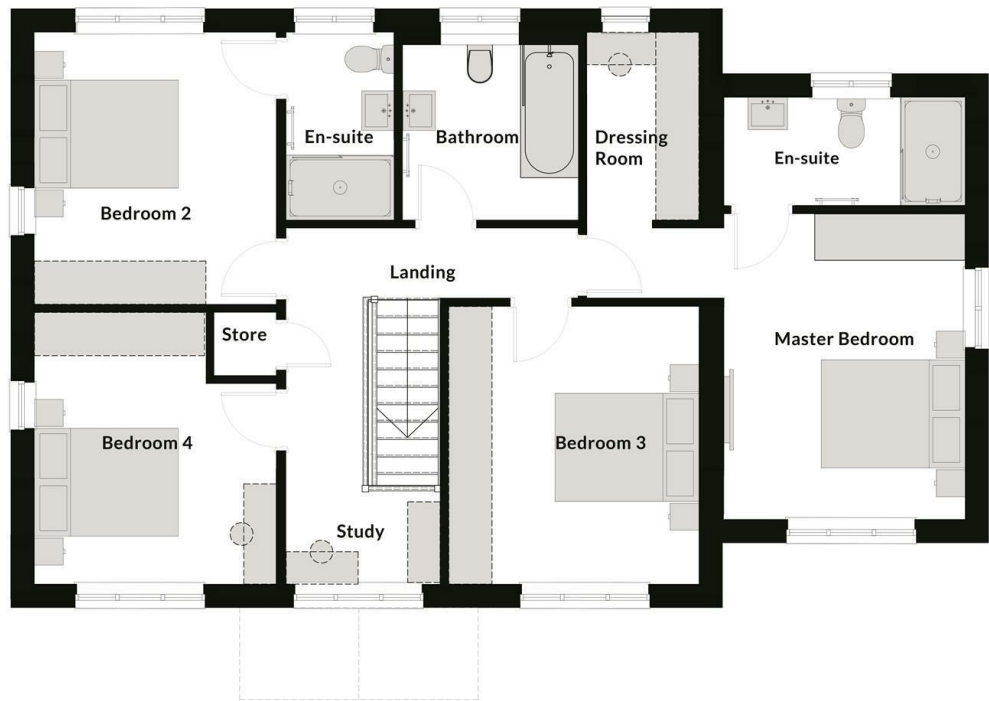 En-suite
Bathroom
Dressing
Room
En-suite
Bedroom 2
Landing
Store
Master Bedroom
Bedroom 4
Bedroom 3
Study